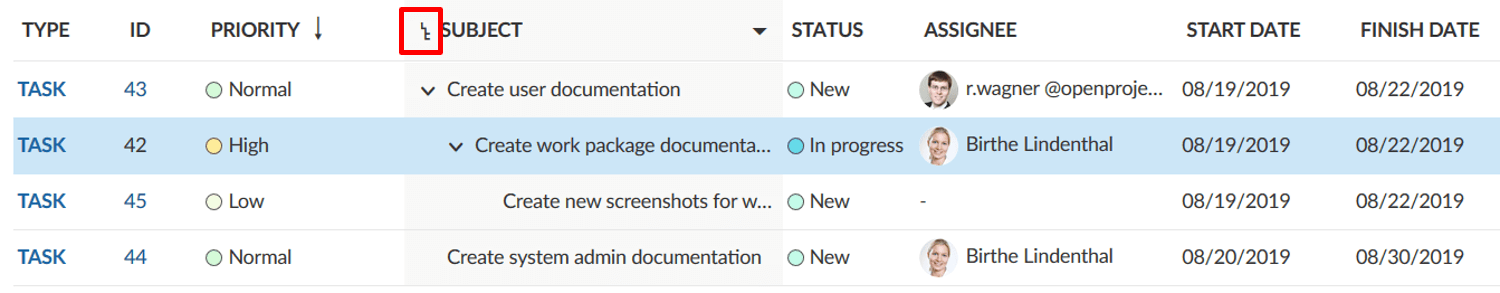 TYPE ID PRIORITY SUBJECT STATUS ASSIGNEE START DATE FINISH DATE
TASK 43 Normal Create user documentation New r.wagner @openproje... 08/19/2019 08/22/2019
TASK 42 High Create work package documenta... In progress Birthe Lindenthal 08/19/2019 08/22/2019
TASK 45 Low Create new screenshots for w... New - 08/19/2019 08/22/2019
TASK 44 Normal Create system admin documentation New Birthe Lindenthal 08/20/2019 08/30/2019